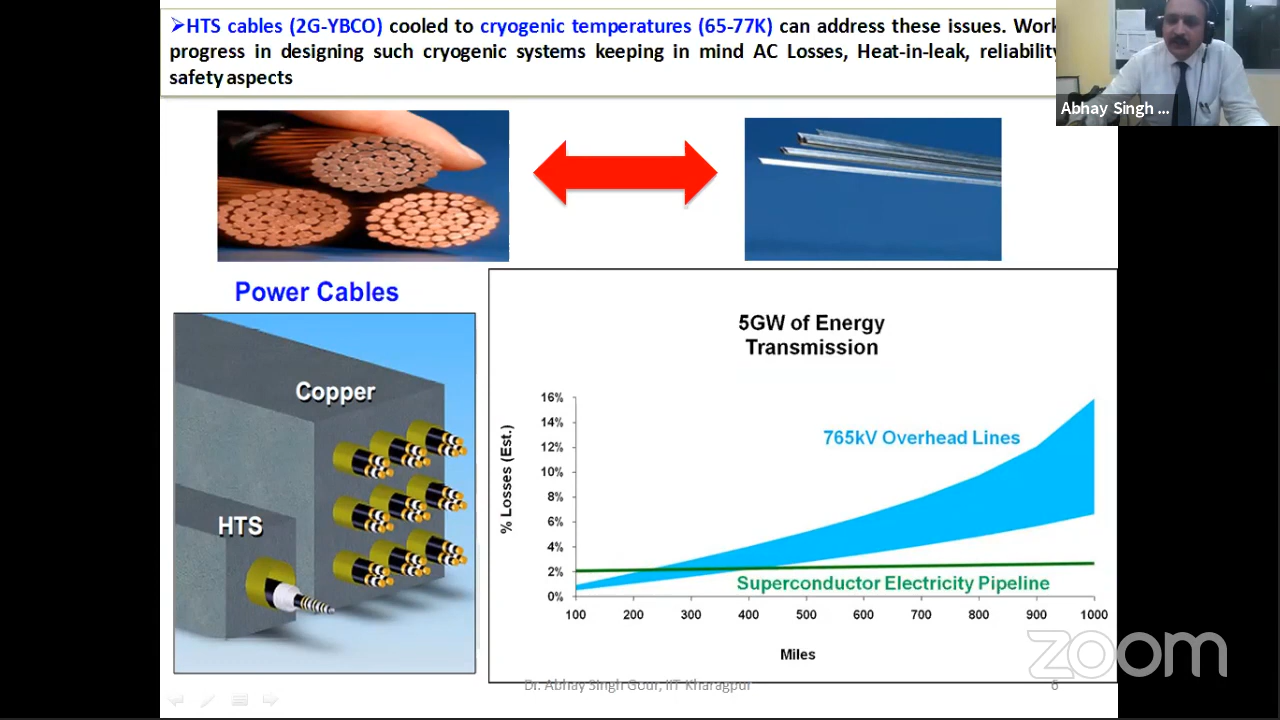 ➢HTS cables (2G-YBCO) cooled to cryogenic temperatures (65-77K) can address these issues. Work
progress in designing such cryogenic systems keeping in mind AC Losses, Heat-in-leak, reliability
safety aspects
Abhay Singh ...
Power Cables
Copper
HTS
5GW of Energy
Transmission
% Losses (Est.)
16%
14%
12%
10%
8%
6%
4%
2%
0%
765kV Overhead Lines
Superconductor Electricity Pipeline
100 200 300 400 500 600 700 800 900 1000
Miles
zoom
Dr. Abhay Singh Gour, IIT Kharagpur
6